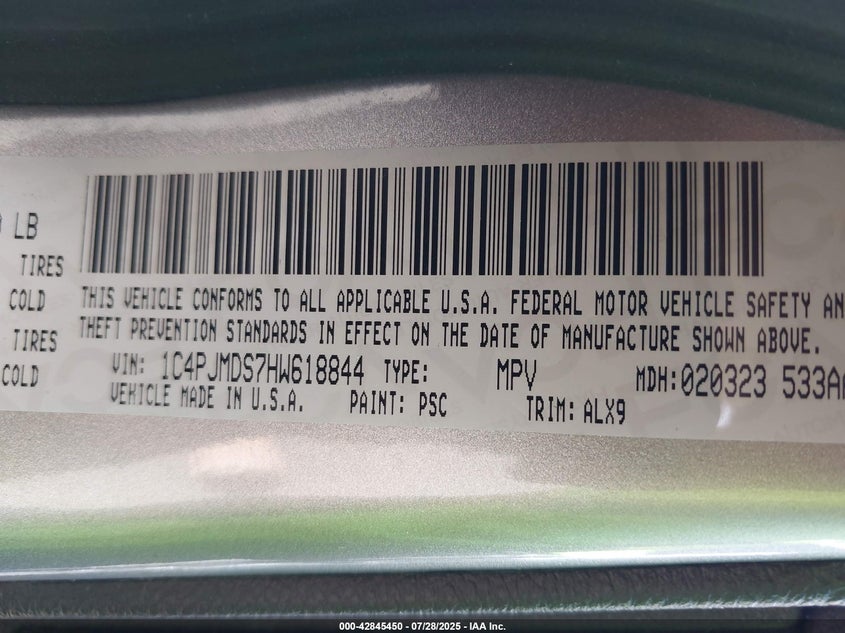 LB
TIRES
COLD
TIRES
COLD
THIS VEHICLE CONFORMS TO ALL APPLICABLE U.S.A. FEDERAL MOTOR VEHICLE SAFETY AN
THEFT PREVENTION STANDARDS IN EFFECT ON THE DATE OF MANUFACTURE SHOWN ABOVE.
VIN: 1C4PJMDS7HW618844 TYPE: MPV MDH: 020323 533A
VEHICLE MADE IN U.S.A. PAINT: PSC TRIM: ALX9
000-42845450 - 07/28/2025 - IAA Inc.